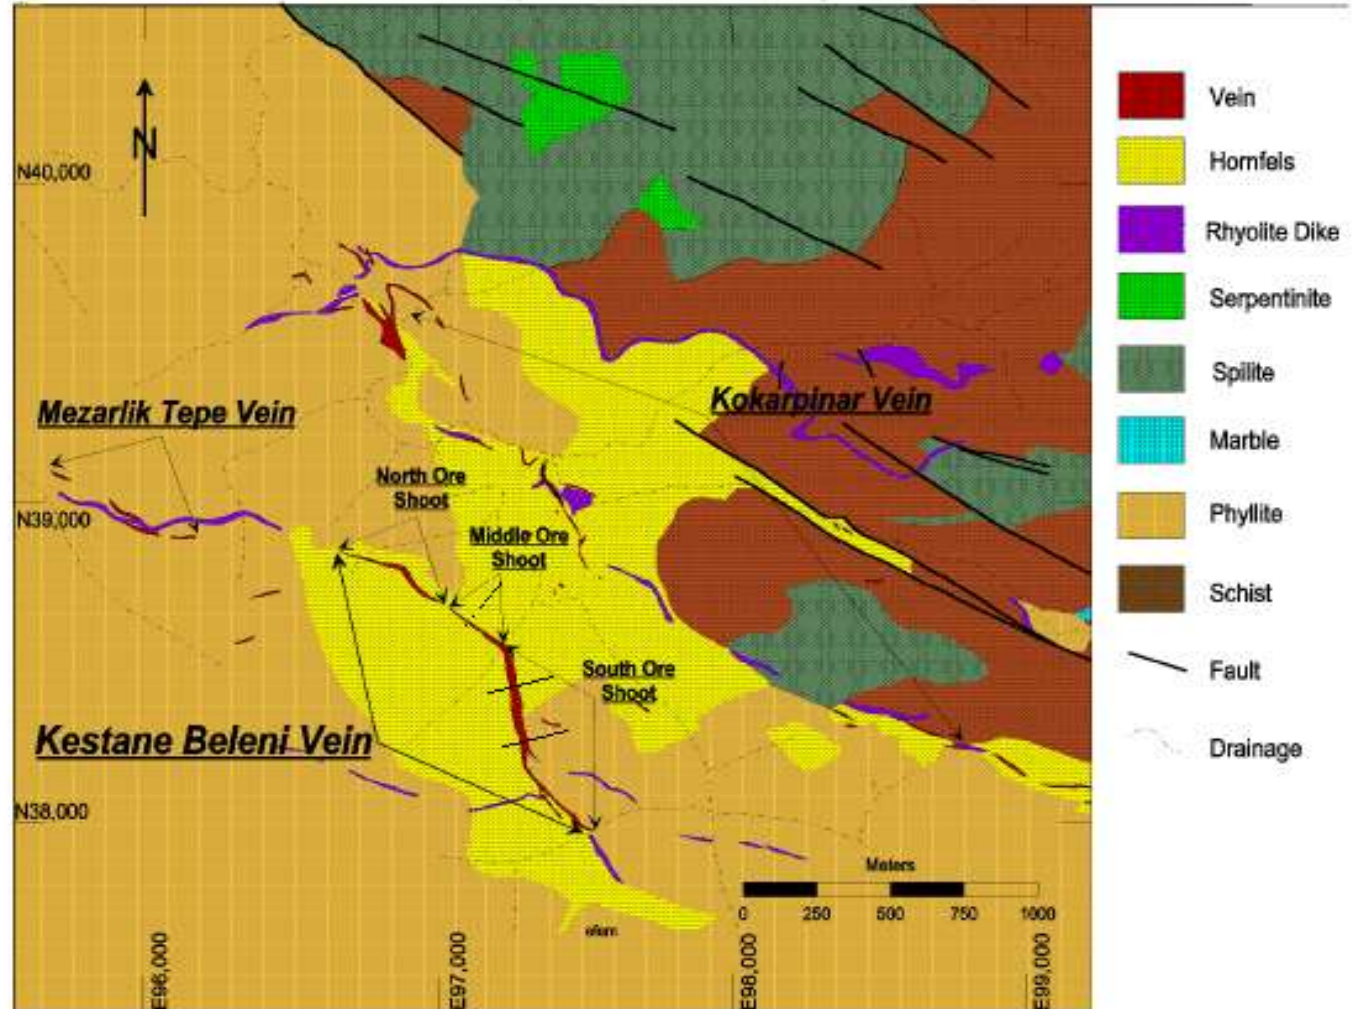 N
N40,000
Mezarlik Tepe Vein
Kokarpinar Vein
North Ore
Shoot
N39,000
Middle Ore
Shoot
South Ore
Shoot
Kestane Beleni Vein
N38,000
Meters
0 250 500 750 1000
efem
E96,000
E97,000
E98,000
E99,000
Vein
Hornfels
Rhyolite Dike
Serpentinite
Spilite
Marble
Phyllite
Schist
Fault
Drainage